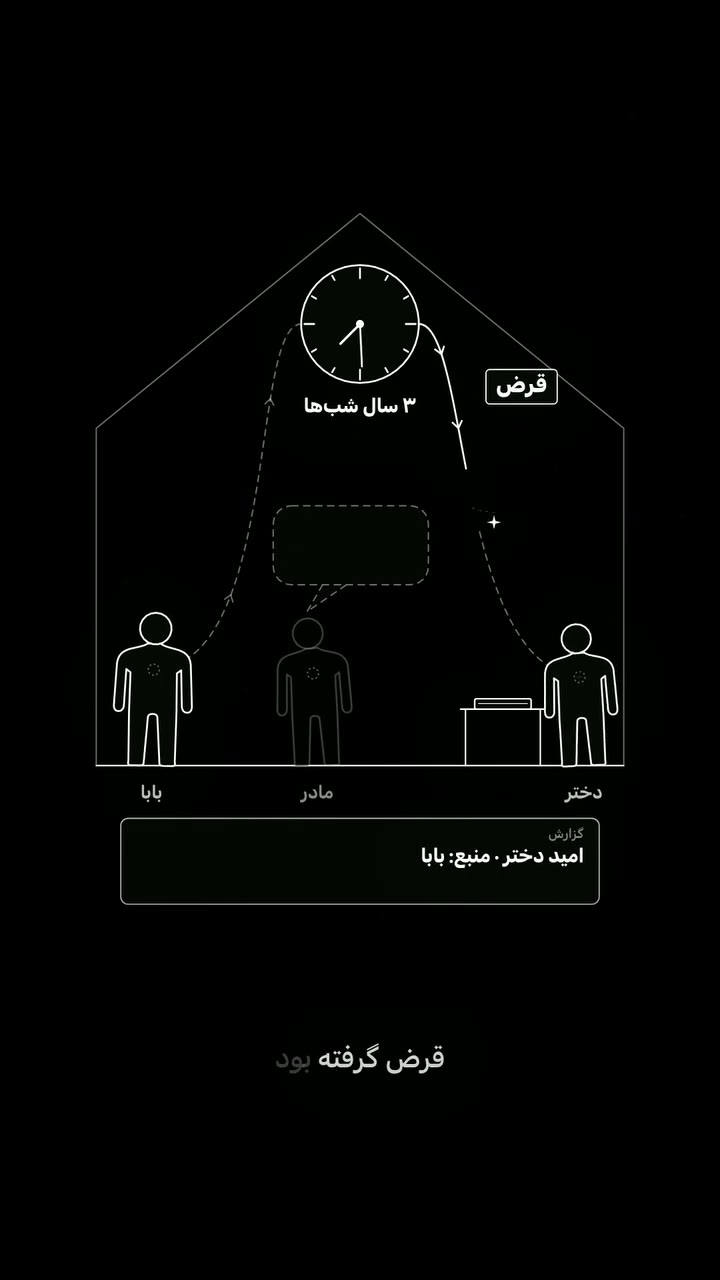 قرض
۳ سال شب‌ها
بابا
مادر
دختر
گزارش
امید دختر · منبع: بابا
قرض گرفته بود